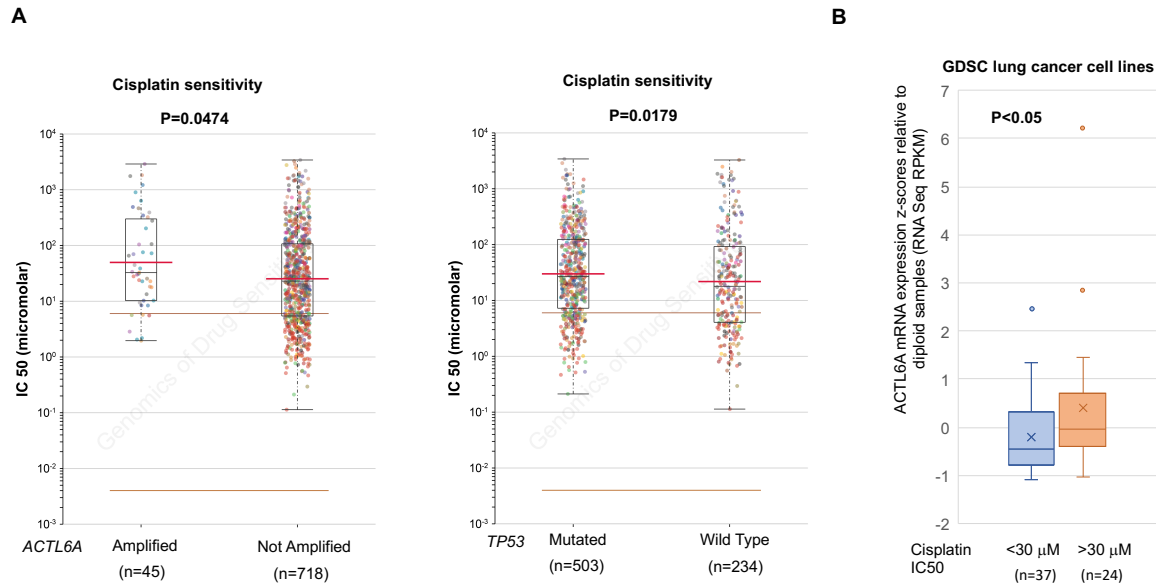 A
B
Cisplatin sensitivity
P=0.0474
IC 50 (micromolar)
10⁴
10³
10²
10¹
10⁰
10⁻¹
10⁻²
10⁻³
Genomics of Drug Sensitivity
ACTL6A
Amplified
(n=45)
Not Amplified
(n=718)
Cisplatin sensitivity
P=0.0179
IC 50 (micromolar)
10⁴
10³
10²
10¹
10⁰
10⁻¹
10⁻²
10⁻³
Genomics of Drug Sensitivity
TP53
Mutated
(n=503)
Wild Type
(n=234)
GDSC lung cancer cell lines
P<0.05
ACTL6A mRNA expression z-scores relative to
diploid samples (RNA Seq RPKM)
7
6
5
4
3
2
1
0
-1
-2
Cisplatin
IC50
<30 μM
(n=37)
>30 μM
(n=24)